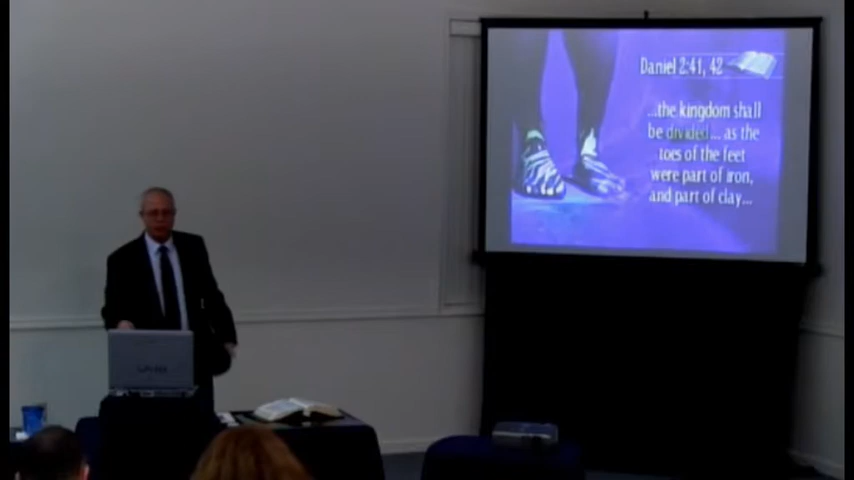 Daniel 2:41, 42
...the kingdom shall
be divided... as the
toes of the feet
were part of iron,
and part of clay...
VAIO